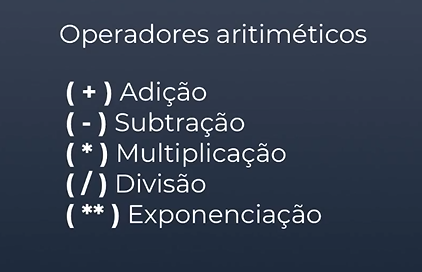 Operadores aritiméticos
( + ) Adição
( - ) Subtração
( * ) Multiplicação
( / ) Divisão
( ** ) Exponenciação